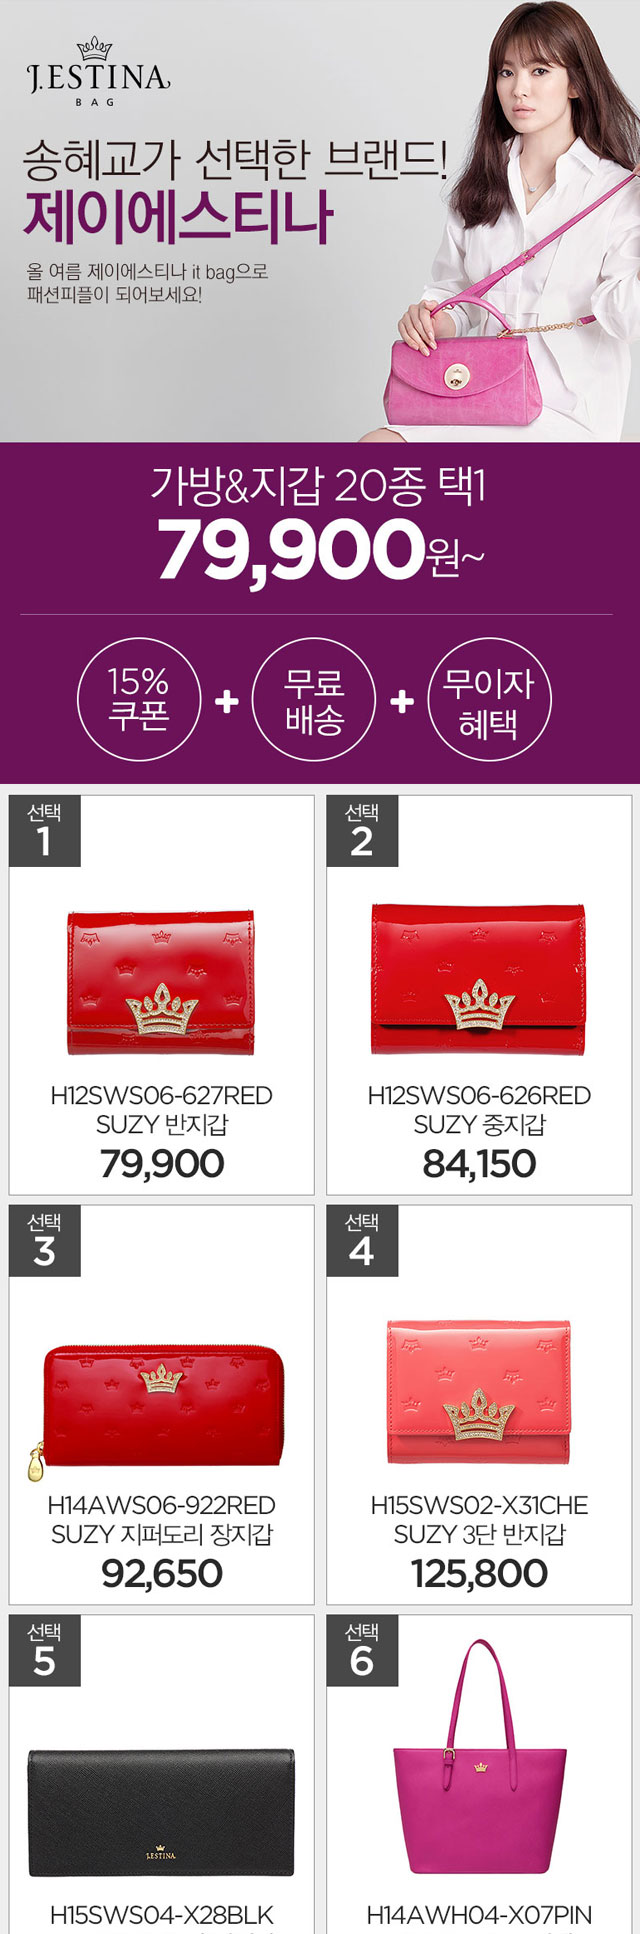 J.ESTINA
BAG
송혜교가 선택한 브랜드!
제이에스티나
올 여름 제이에스티나 it bag으로
패션피플이 되어보세요!
가방&지갑 20종 택1
79,900원~
15%
쿠폰
+
무료
배송
+
무이자
혜택
선택
1
H12SWS06-627RED
SUZY 반지갑
79,900
선택
2
H12SWS06-626RED
SUZY 중지갑
84,150
선택
3
H14AWS06-922RED
SUZY 지퍼도리 장지갑
92,650
선택
4
H15SWS02-X31CHE
SUZY 3단 반지갑
125,800
선택
5
J.ESTINA
H15SWS04-X28BLK
선택
6
H14AWH04-X07PIN